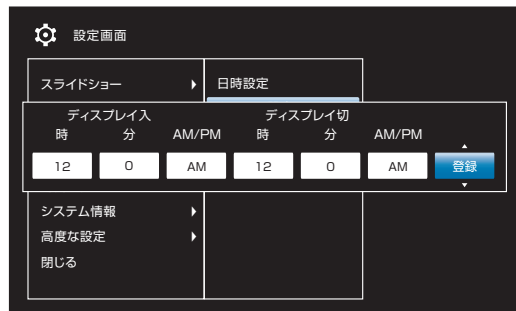 設定画面
スライドショー 日時設定
ディスプレイ入 ディスプレイ切
時 分 AM/PM 時 分 AM/PM
12 0 AM 12 0 AM 登録
システム情報
高度な設定
閉じる